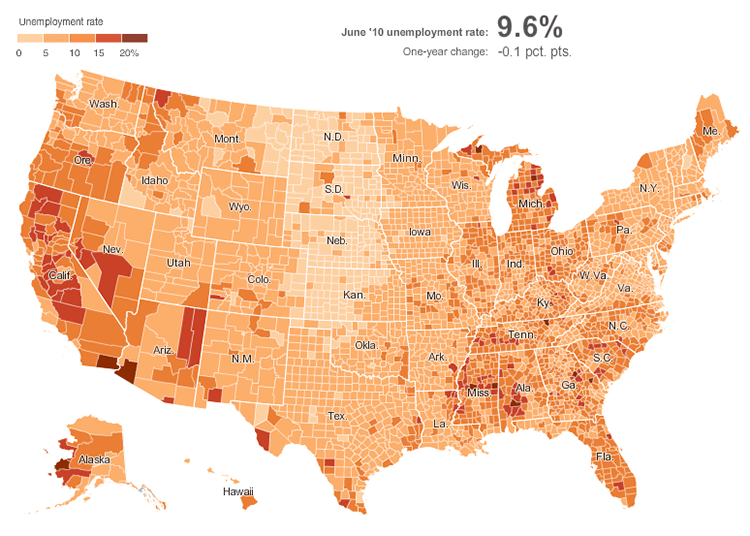 Unemployment rate
0 5 10 15 20%
June '10 unemployment rate: 9.6%
One-year change: -0.1 pct. pts.
Wash.
Mont.
N.D.
Minn.
Me.
Ore.
Idaho
S.D.
Wis.
Mich.
N.Y.
Wyo.
Neb.
Iowa
Pa.
Nev.
Utah
Colo.
Ill.
Ind.
Ohio
W.Va.
Va.
Calif.
Kan.
Mo.
Ky.
Ariz.
N.M.
Okla.
Ark.
Tenn.
N.C.
S.C.
Tex.
La.
Miss
Ala.
Ga.
Fla.
Alaska
Hawaii